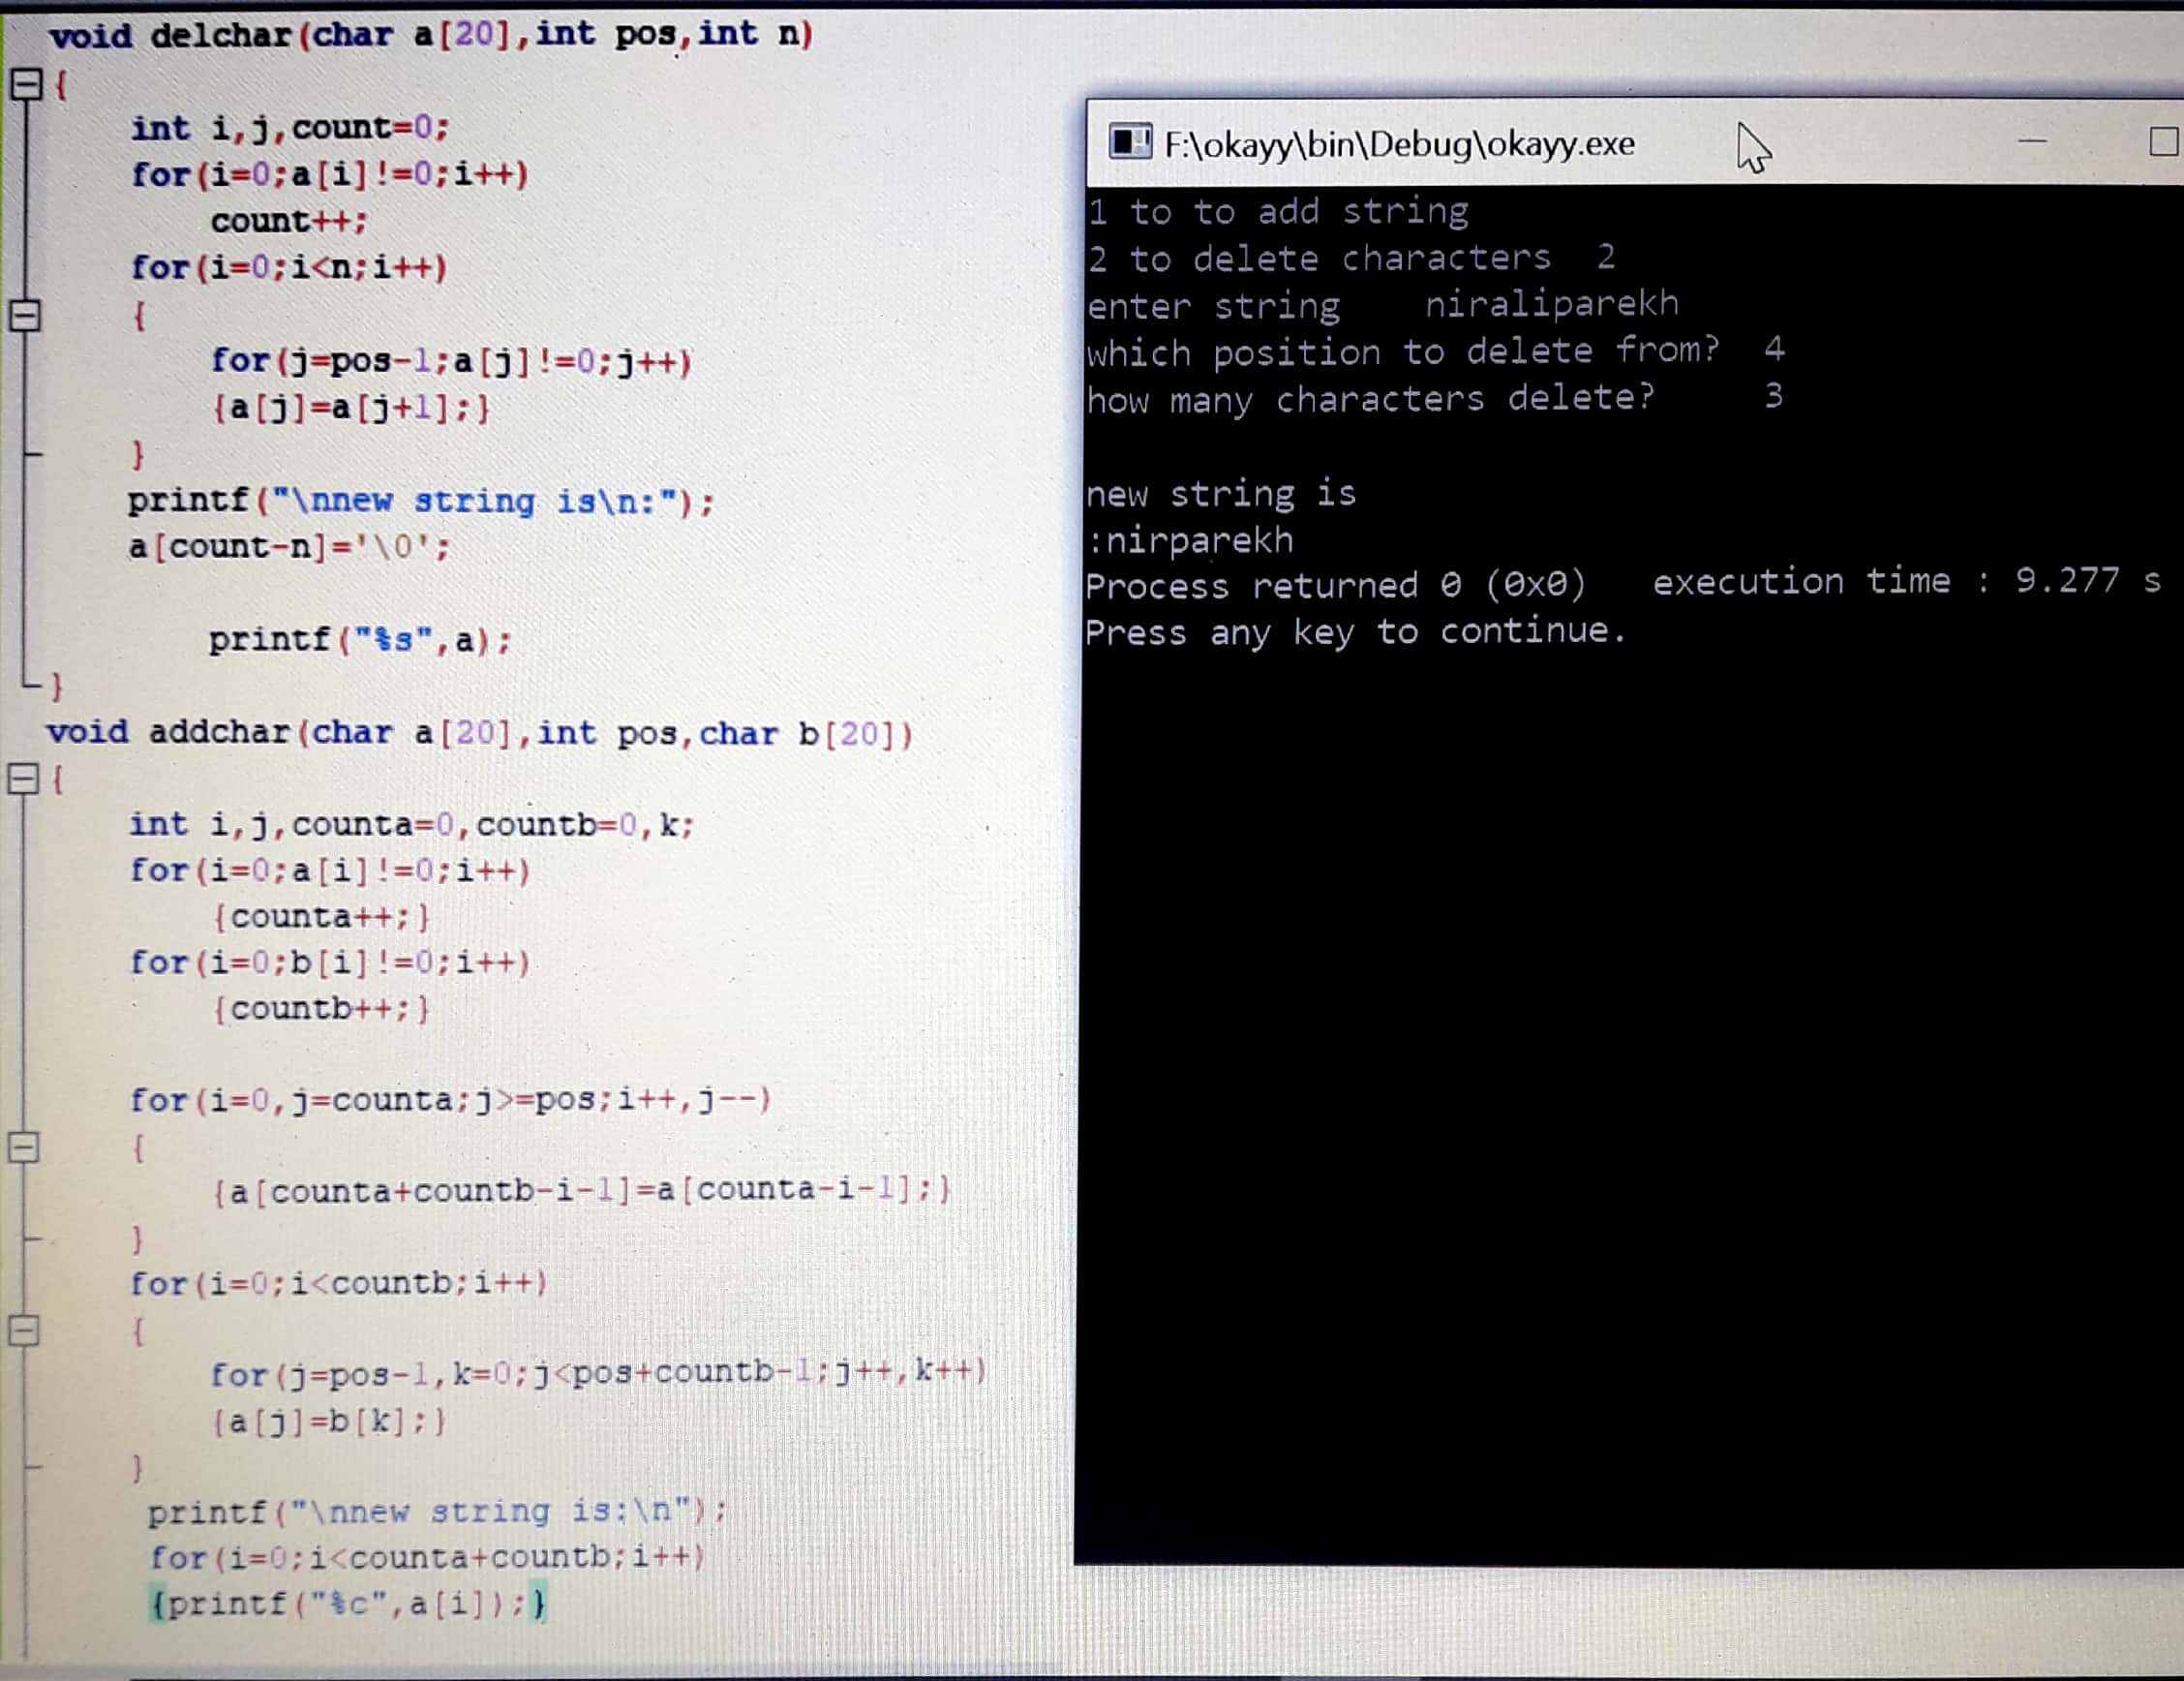 void delchar(char a[20],int pos,int n)
{
int i,j,count=0;
for(i=0;a[i]!=0;i++)
count++;
for(i=0;i<n;i++)
{
for(j=pos-1;a[j]!=0;j++)
{a[j]=a[j+1];}
}
printf("\nnew string is\n:");
a[count-n]='\0';
printf("%s",a);
}
void addchar(char a[20],int pos,char b[20])
{
int i,j,counta=0,countb=0,k;
for(i=0;a[i]!=0;i++)
{counta++;}
for(i=0;b[i]!=0;i++)
{countb++;}
for(i=0,j=counta;j>=pos;i++,j--)
{
{a[counta+countb-i-1]=a[counta-i-1];}
}
for(i=0;i<countb;i++)
{
for(j=pos-1,k=0;j<pos+countb-1;j++,k++)
{a[j]=b[k];}
}
printf("\nnew string is:\n");
for(i=0;i<counta+countb;i++)
{printf("%c",a[i]);}
F:\okayy\bin\Debug\okayy.exe
1 to to add string
2 to delete characters  2
enter string    niraliparekh
which position to delete from?  4
how many characters delete?     3
new string is
:nirparekh
Process returned 0 (0x0)   execution time : 9.277 s
Press any key to continue.